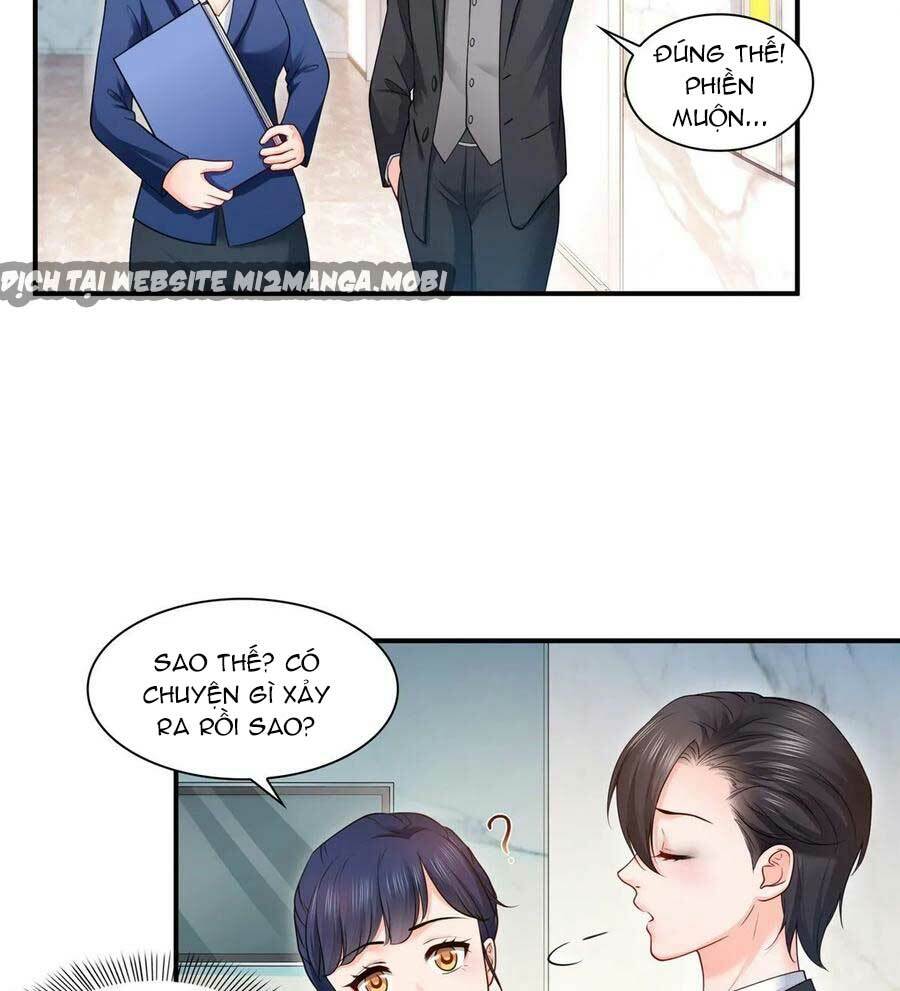 ĐÚNG THẾ!
PHIỀN
MUỘN...
DỊCH TẠI WEBSITE MI2MANGA.MOBI
SAO THẾ? CÓ
CHUYỆN GÌ XẢY
RA RỒI SAO?
?